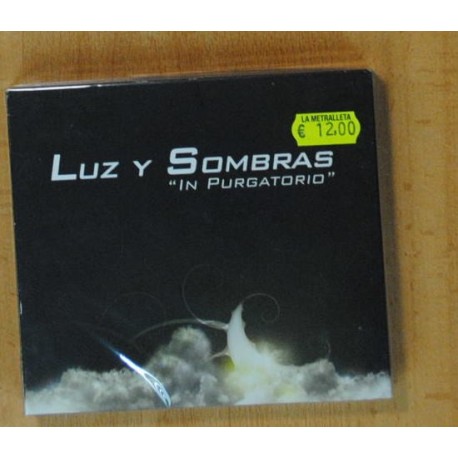 LA METRALLETA
€ 12,00
LUZ Y SOMBRAS
"IN PURGATORIO"